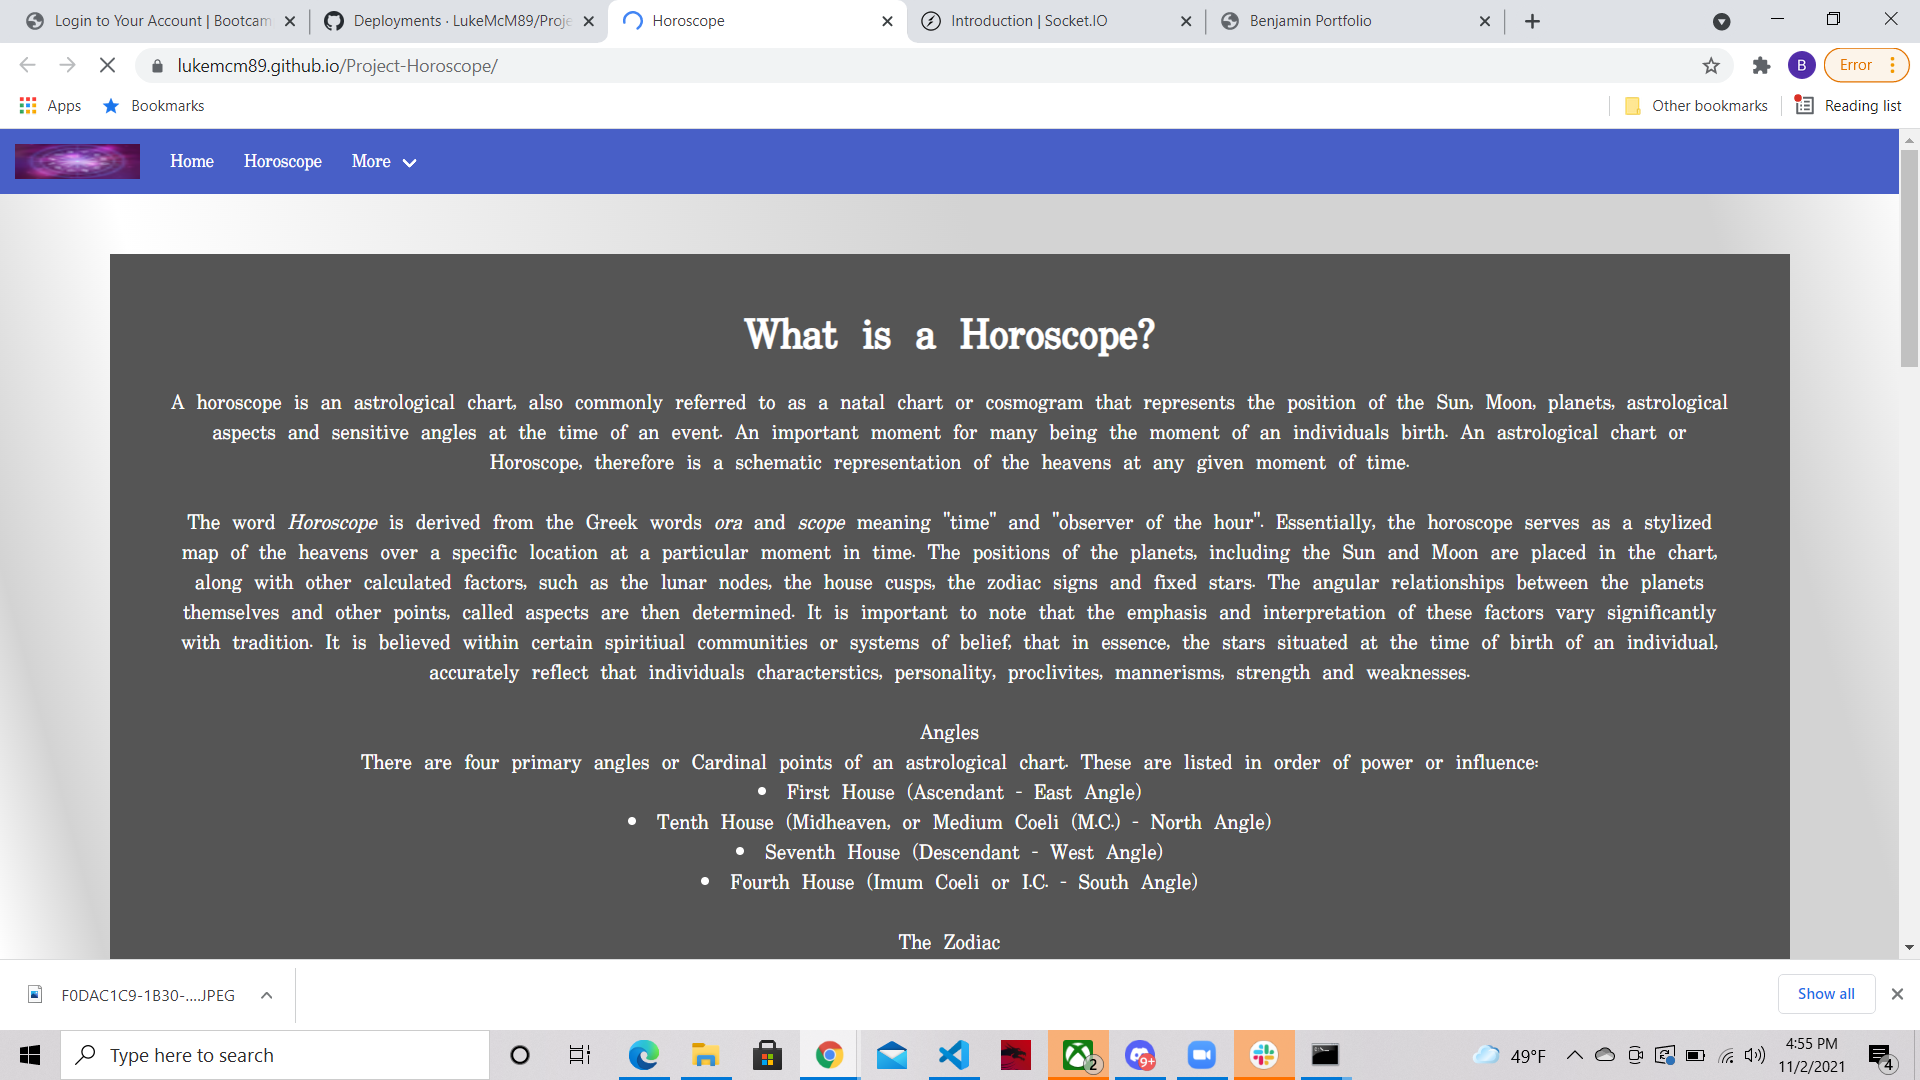 Login to Your Account | Bootcam
Deployments · LukeMcM89/Proje
Horoscope
Introduction | Socket.IO
Benjamin Portfolio
lukemcm89.github.io/Project-Horoscope/
B
Error
Apps
Bookmarks
Other bookmarks
Reading list
Home
Horoscope
More
What is a Horoscope?
A horoscope is an astrological chart, also commonly referred to as a natal chart or cosmogram that represents the position of the Sun, Moon, planets, astrological
aspects and sensitive angles at the time of an event. An important moment for many being the moment of an individuals birth. An astrological chart or
Horoscope, therefore is a schematic representation of the heavens at any given moment of time.
The word Horoscope is derived from the Greek words ora and scope meaning "time" and "observer of the hour". Essentially, the horoscope serves as a stylized
map of the heavens over a specific location at a particular moment in time. The positions of the planets, including the Sun and Moon are placed in the chart,
along with other calculated factors, such as the lunar nodes, the house cusps, the zodiac signs and fixed stars. The angular relationships between the planets
themselves and other points, called aspects are then determined. It is important to note that the emphasis and interpretation of these factors vary significantly
with tradition. It is believed within certain spiritiual communities or systems of belief, that in essence, the stars situated at the time of birth of an individual,
accurately reflect that individuals characterstics, personality, proclivites, mannerisms, strength and weaknesses.
Angles
There are four primary angles or Cardinal points of an astrological chart. These are listed in order of power or influence:
• First House (Ascendant - East Angle)
• Tenth House (Midheaven, or Medium Coeli (M.C.) - North Angle)
• Seventh House (Descendant - West Angle)
• Fourth House (Imum Coeli or I.C. - South Angle)
The Zodiac
F0DAC1C9-1B30-....JPEG
Show all
Type here to search
2
9+
49°F
4:55 PM
11/2/2021
4